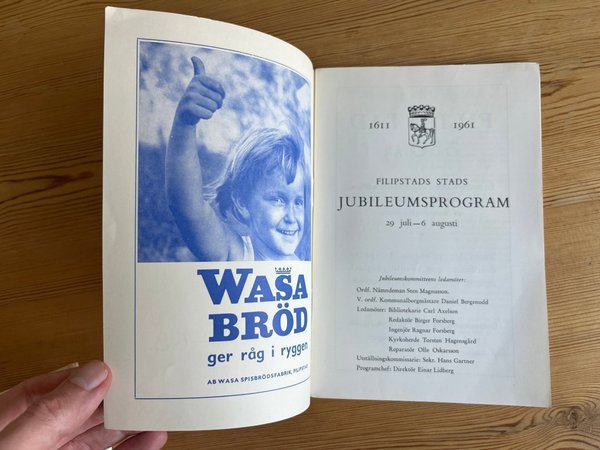 WASA
BRÖD
ger råg i ryggen
AB WASA SPISBRÖDSFABRIK, FILIPSTAD
1611 1961
FILIPSTADS STADS
JUBILEUMSPROGRAM
29 juli—6 augusti
Jubileumskommitténs ledamöter:
Ordf. Nämndeman Sten Magnusson.
V. ordf. Kommunalborgmästare Daniel Bergenudd
Ledamöter: Bibliotekarie Carl Axelson
Redaktör Birger Forsberg
Ingenjör Ragnar Forsberg
Kyrkoherde Torsten Hagengård
Reparatör Olle Oskarsson
Utställningskommissarie: Sekr. Hans Gartner
Programchef: Direktör Einar Lidberg